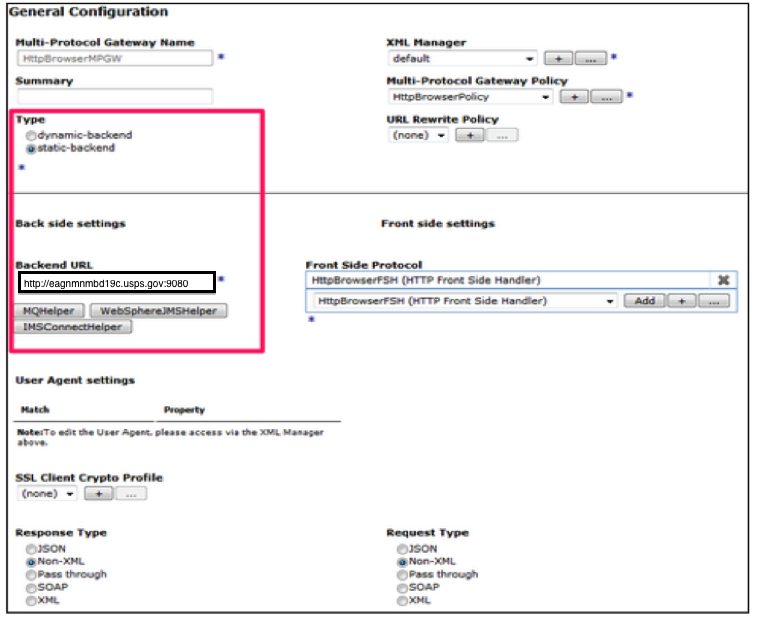 General Configuration
Multi-Protocol Gateway Name
HttpBrowserMPGW *
XML Manager
default + ... *
Summary
Multi-Protocol Gateway Policy
HttpBrowserPolicy + ... *
Type
dynamic-backend
static-backend
*
URL Rewrite Policy
(none) + ...
Back side settings
Front side settings
Backend URL
http://eagnmnmbd19c.usps.gov:9080 *
MQHelper WebSphereJMSHelper
IMSConnectHelper
Front Side Protocol
HttpBrowserFSH (HTTP Front Side Handler)
HttpBrowserFSH (HTTP Front Side Handler) Add + ...
*
User Agent settings
Match Property
Note:To edit the User Agent, please access via the XML Manager
above.
SSL Client Crypto Profile
(none) + ...
Response Type
JSON
Non-XML
Pass through
SOAP
XML
Request Type
JSON
Non-XML
Pass through
SOAP
XML